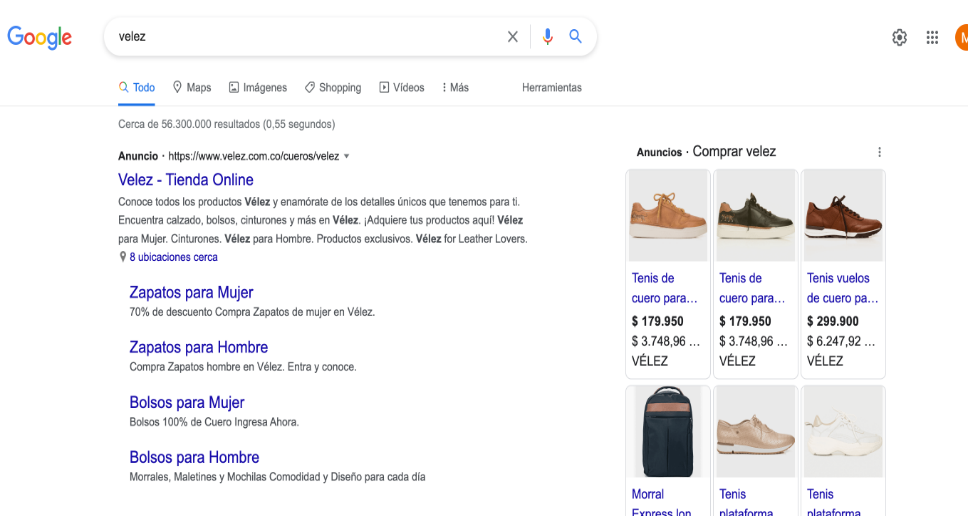 Google
velez
M
Todo
Maps
Imágenes
Shopping
Vídeos
Más
Herramientas
Cerca de 56.300.000 resultados (0,55 segundos)
Anuncio · https://www.velez.com.co/cueros/velez
Velez - Tienda Online
Conoce todos los productos Vélez y enamórate de los detalles únicos que tenemos para ti.
Encuentra calzado, bolsos, cinturones y más en Vélez. ¡Adquiere tus productos aquí! Vélez
para Mujer. Cinturones. Vélez para Hombre. Productos exclusivos. Vélez for Leather Lovers.
8 ubicaciones cerca
Zapatos para Mujer
70% de descuento Compra Zapatos de mujer en Vélez.
Zapatos para Hombre
Compra Zapatos hombre en Vélez. Entra y conoce.
Bolsos para Mujer
Bolsos 100% de Cuero Ingresa Ahora.
Bolsos para Hombre
Morrales, Maletines y Mochilas Comodidad y Diseño para cada día
Anuncios · Comprar velez
Tenis de
cuero para…
$ 179.950
$ 3.748,96 …
VÉLEZ
Tenis de
cuero para…
$ 179.950
$ 3.748,96 …
VÉLEZ
Tenis vuelos
de cuero pa…
$ 299.900
$ 6.247,92 …
VÉLEZ
Morral
Express lon
Tenis
plataforma
Tenis
plataforma